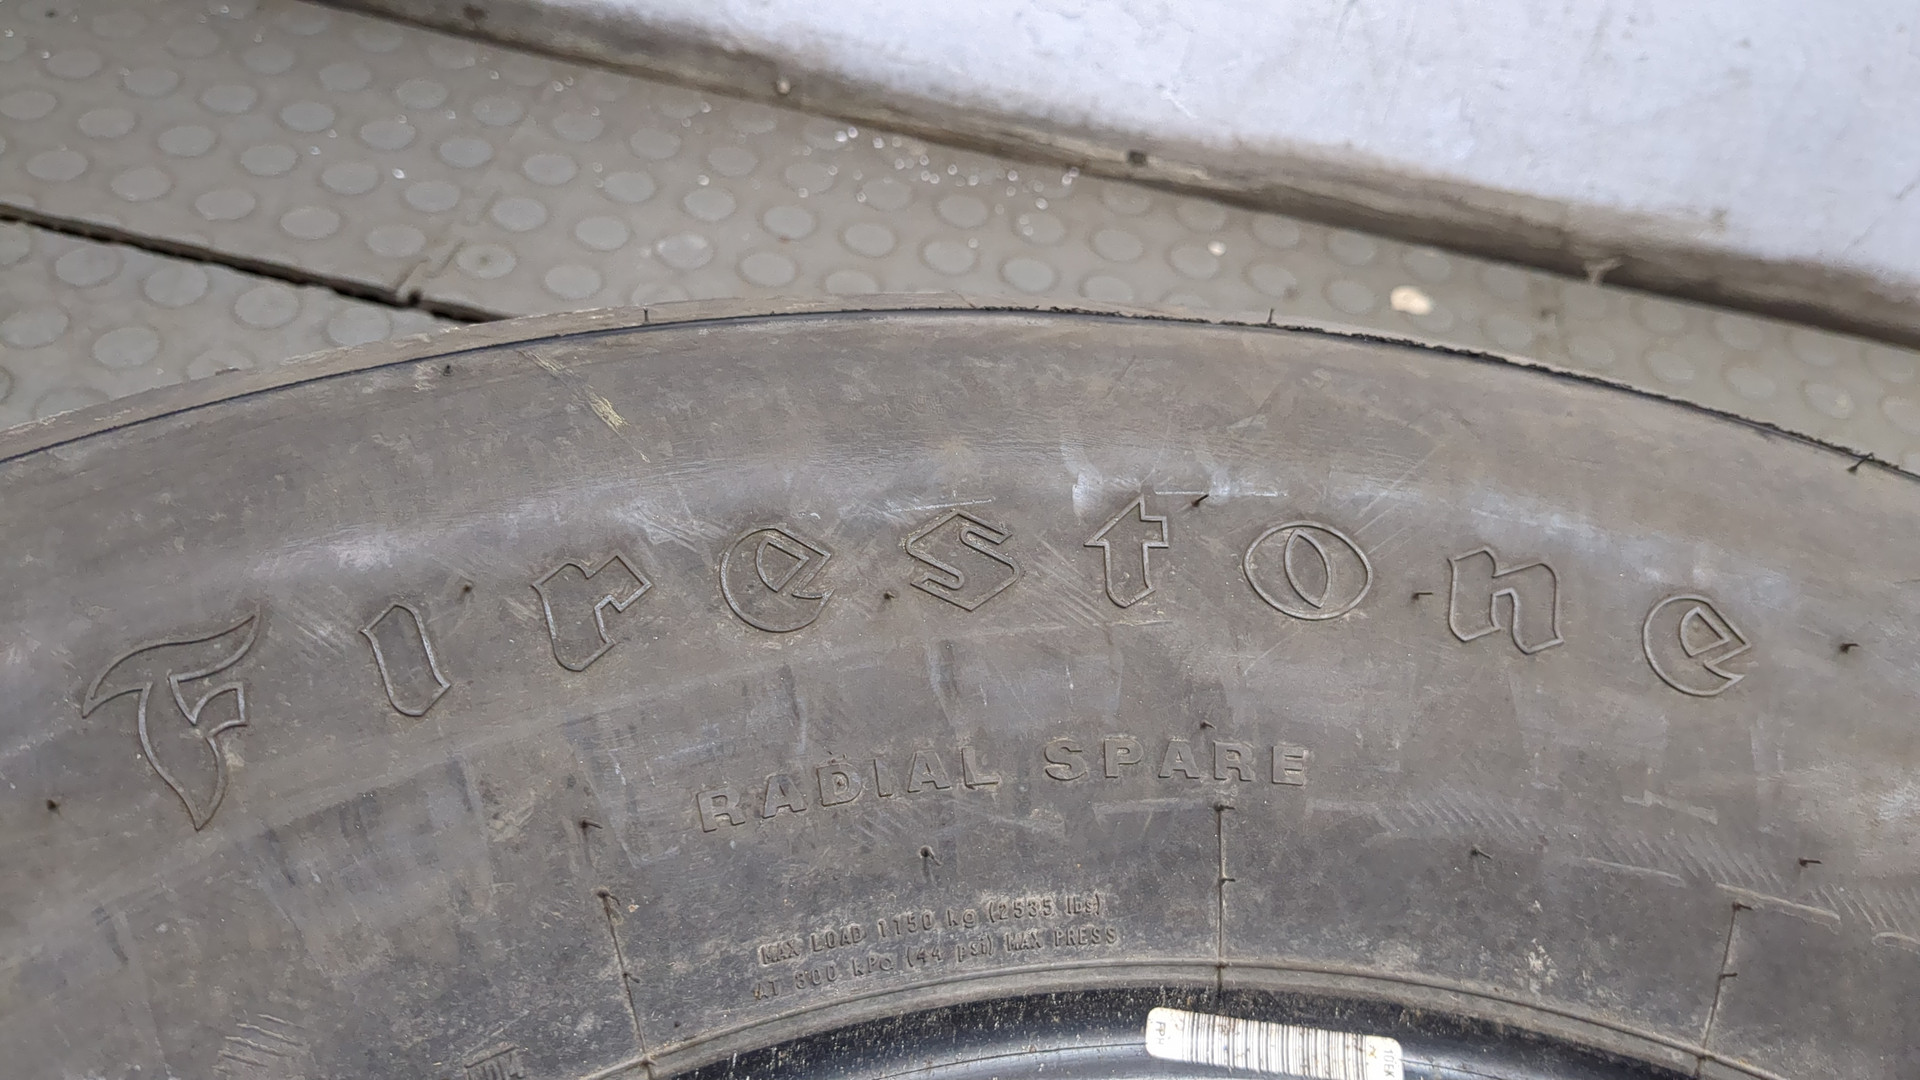 Firestone
RADIAL SPARE
MAX LOAD 1150 kg (2535 lbs)
AT 300 kPa (44 psi) MAX PRESS